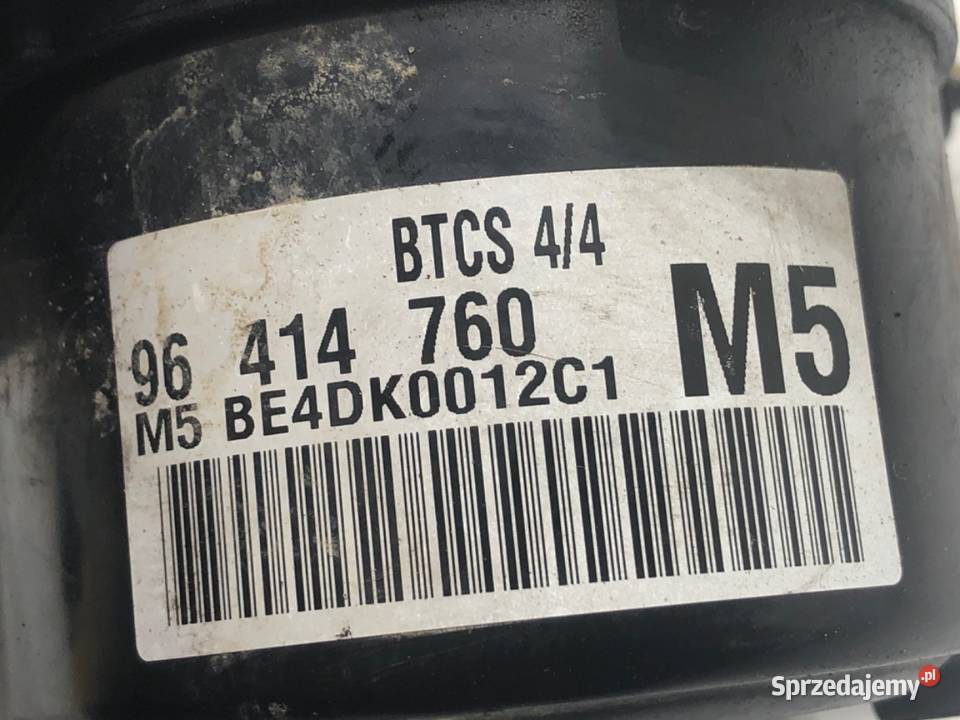 BTCS 4/4
96 414 760
M5
M5 BE4DK0012C1
Sprzedajemy.pl